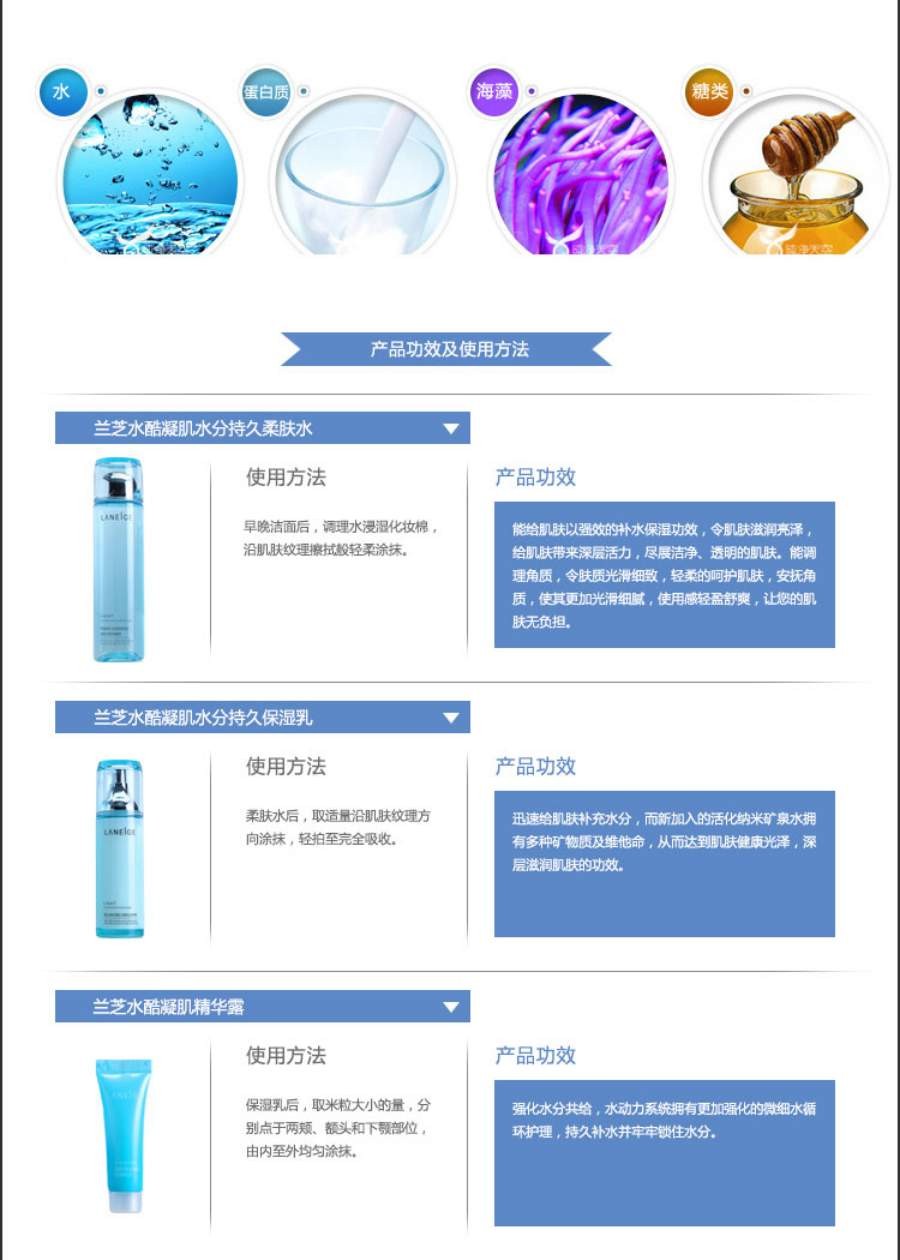 水
蛋白质
海藻
糖类
产品功效及使用方法
兰芝水酷凝肌水分持久柔肤水
使用方法
早晚洁面后，调理水浸湿化妆棉，
沿肌肤纹理擦拭般轻柔涂抹。
产品功效
能给肌肤以强效的补水保湿功效，令肌肤滋润亮泽，
给肌肤带来深层活力，尽展洁净、透明的肌肤。能调
理角质，令肤质光滑细致，轻柔的呵护肌肤，安抚角
质，使其更加光滑细腻，使用感轻盈舒爽，让您的肌
肤无负担。
LANEIGE
兰芝水酷凝肌水分持久保湿乳
使用方法
柔肤水后，取适量沿肌肤纹理方
向涂抹，轻拍至完全吸收。
产品功效
迅速给肌肤补充水分，而新加入的活化纳米矿泉水拥
有多种矿物质及维他命，从而达到肌肤健康光泽，深
层滋润肌肤的功效。
LANEIGE
兰芝水酷凝肌精华露
使用方法
保湿乳后，取米粒大小的量，分
别点于两颊、额头和下颚部位，
由内至外均匀涂抹。
产品功效
强化水分共给，水动力系统拥有更加强化的微细水循
环护理，持久补水并牢牢锁住水分。